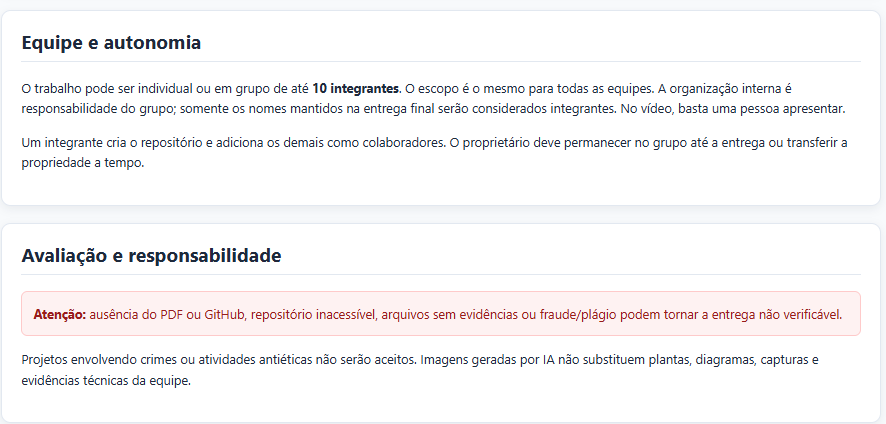 Equipe e autonomia
O trabalho pode ser individual ou em grupo de até 10 integrantes. O escopo é o mesmo para todas as equipes. A organização interna é
responsabilidade do grupo; somente os nomes mantidos na entrega final serão considerados integrantes. No vídeo, basta uma pessoa apresentar.
Um integrante cria o repositório e adiciona os demais como colaboradores. O proprietário deve permanecer no grupo até a entrega ou transferir a
propriedade a tempo.
Avaliação e responsabilidade
Atenção: ausência do PDF ou GitHub, repositório inacessível, arquivos sem evidências ou fraude/plágio podem tornar a entrega não verificável.
Projetos envolvendo crimes ou atividades antiéticas não serão aceitos. Imagens geradas por IA não substituem plantas, diagramas, capturas e
evidências técnicas da equipe.